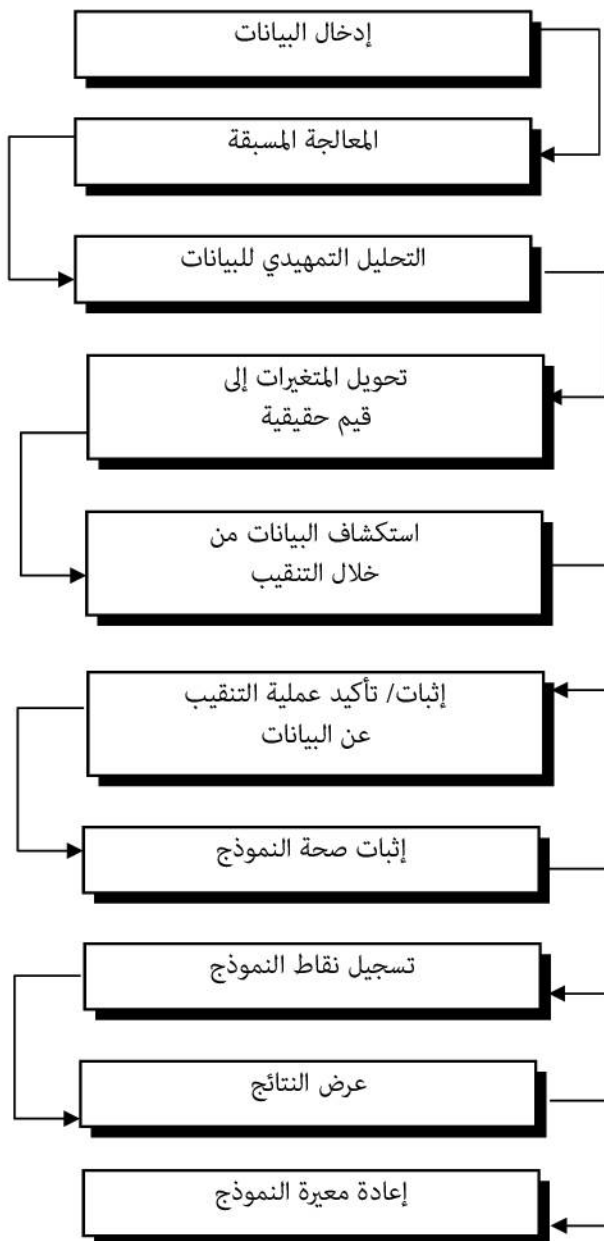 إدخال البيانات
المعالجة المسبقة
التحليل التمهيدي للبيانات
تحويل المتغيرات إلى
قيم حقيقية
استكشاف البيانات من
خلال التنقيب
إثبات/ تأكيد عملية التنقيب
عن البيانات
إثبات صحة النموذج
تسجيل نقاط النموذج
عرض النتائج
إعادة معيرة النموذج